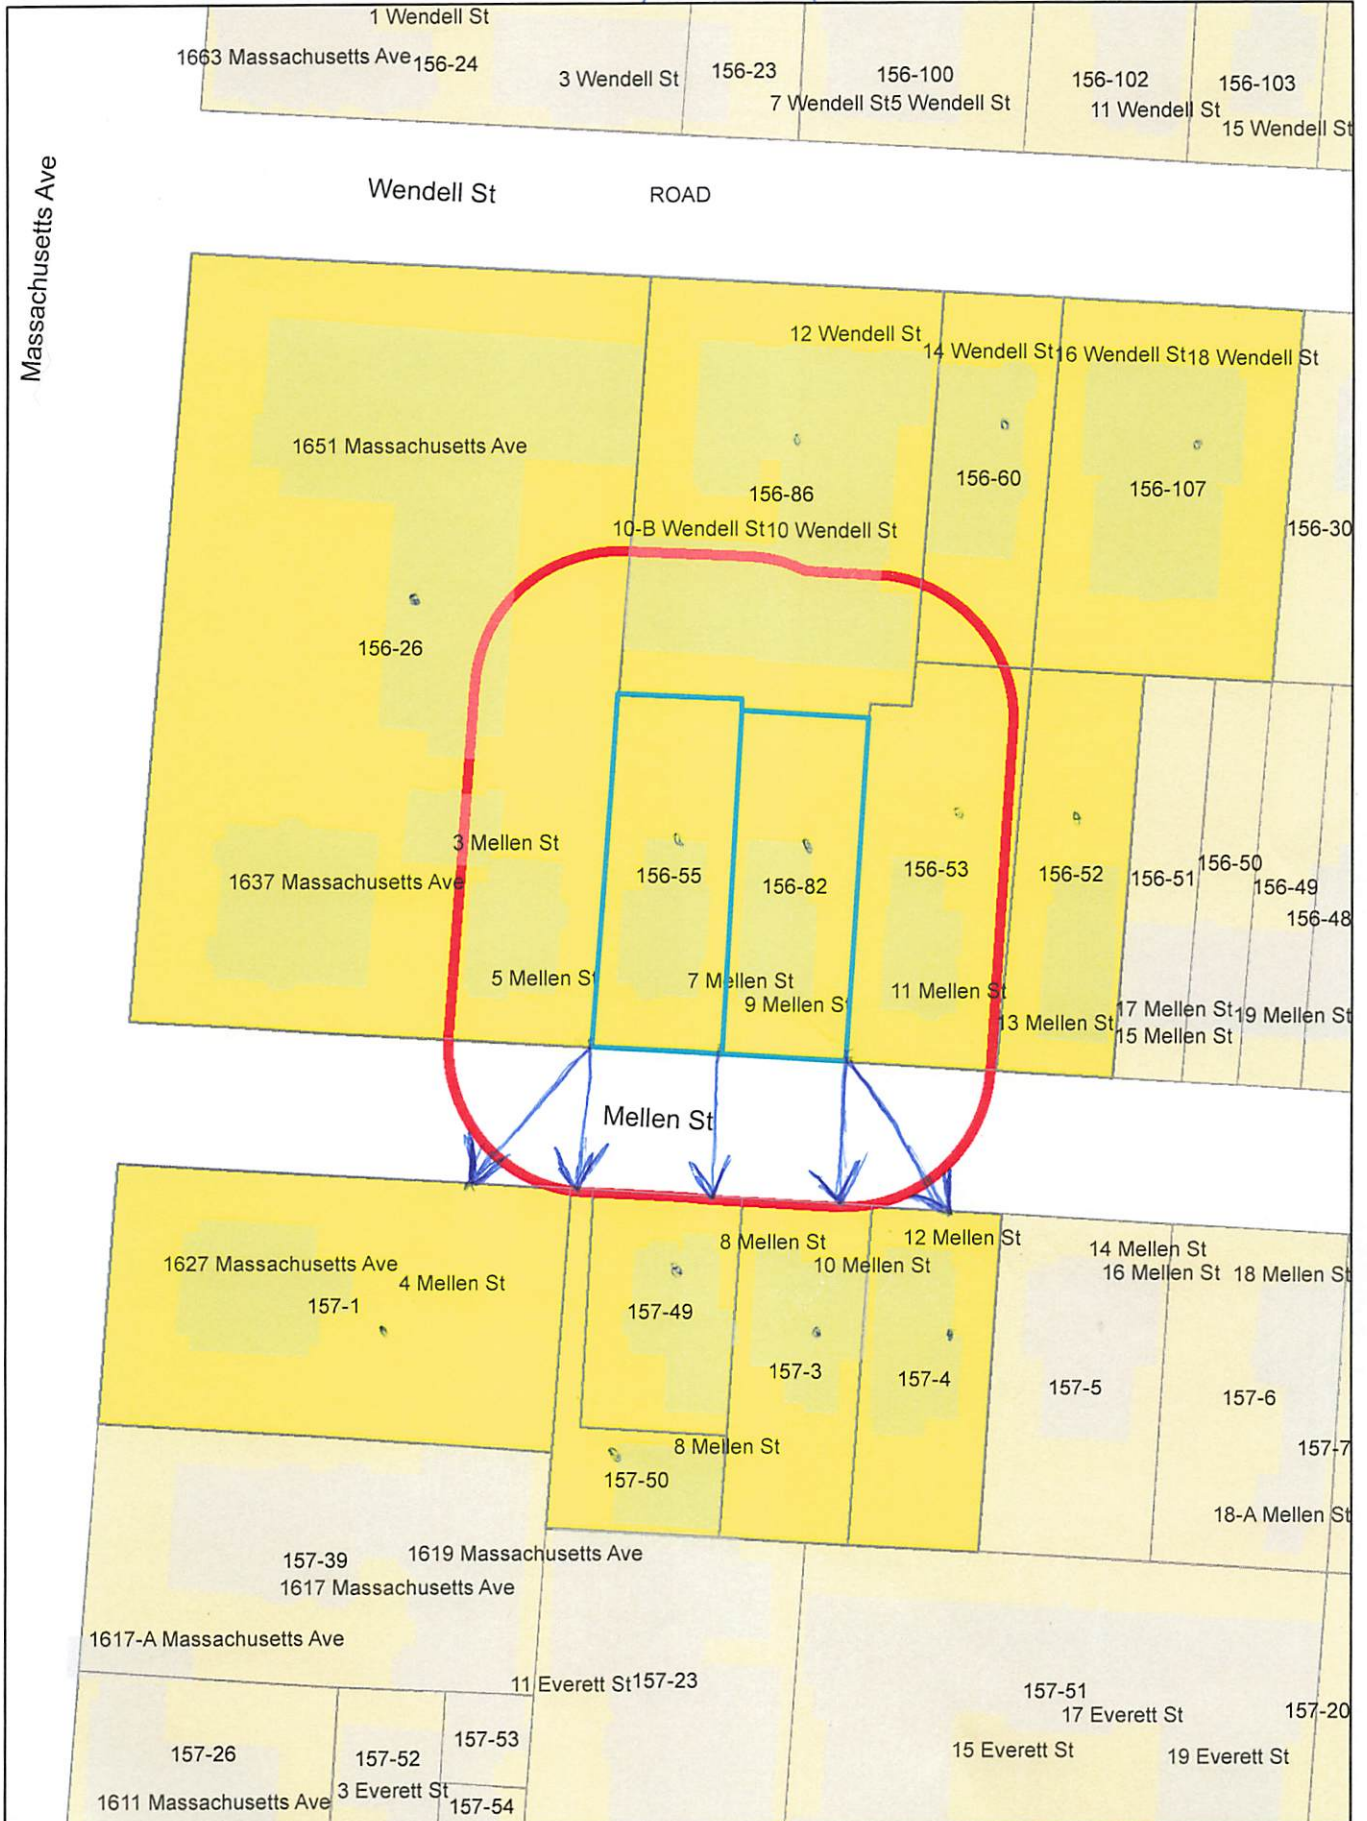 1 Wendell St
1663 Massachusetts Ave
156-24
3 Wendell St
156-23
156-100
7 Wendell St
5 Wendell St
156-102
11 Wendell St
156-103
15 Wendell St
Massachusetts Ave
Wendell St
ROAD
12 Wendell St
14 Wendell St
16 Wendell St
18 Wendell St
1651 Massachusetts Ave
156-86
156-60
156-107
10-B Wendell St
10 Wendell St
156-30
156-26
3 Mellen St
1637 Massachusetts Ave
156-55
156-82
156-53
156-52
156-51
156-50
156-49
156-48
5 Mellen St
7 Mellen St
9 Mellen St
11 Mellen St
13 Mellen St
17 Mellen St
19 Mellen St
15 Mellen St
Mellen St
1627 Massachusetts Ave
4 Mellen St
157-1
8 Mellen St
12 Mellen St
10 Mellen St
14 Mellen St
16 Mellen St
18 Mellen St
157-49
157-3
157-4
157-5
157-6
157-7
8 Mellen St
157-50
18-A Mellen St
157-39
1619 Massachusetts Ave
1617 Massachusetts Ave
1617-A Massachusetts Ave
11 Everett St
157-23
157-51
17 Everett St
157-20
157-53
157-26
157-52
15 Everett St
19 Everett St
3 Everett St
1611 Massachusetts Ave
157-54